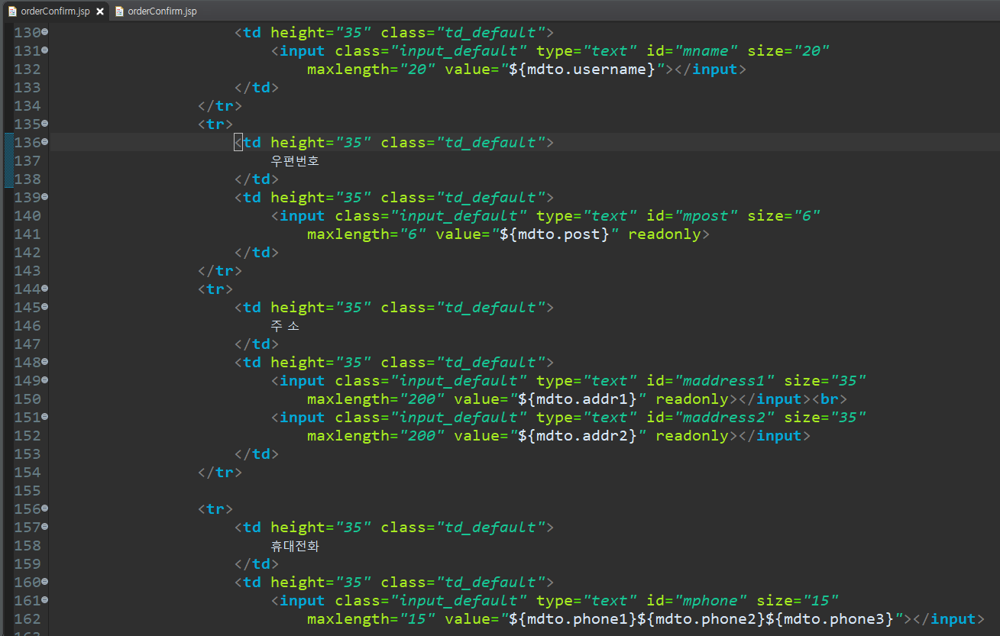 orderConfirm.jsp orderConfirm.jsp
130 <td height="35" class="td_default">
131 <input class="input_default" type="text" id="mname" size="20"
132 maxlength="20" value="${mdto.username}"></input>
133 </td>
134 </tr>
135 <tr>
136 <td height="35" class="td_default">
137 우편번호
138 </td>
139 <td height="35" class="td_default">
140 <input class="input_default" type="text" id="mpost" size="6"
141 maxlength="6" value="${mdto.post}" readonly>
142 </td>
143 </tr>
144 <tr>
145 <td height="35" class="td_default">
146 주 소
147 </td>
148 <td height="35" class="td_default">
149 <input class="input_default" type="text" id="maddress1" size="35"
150 maxlength="200" value="${mdto.addr1}" readonly></input><br>
151 <input class="input_default" type="text" id="maddress2" size="35"
152 maxlength="200" value="${mdto.addr2}" readonly></input>
153 </td>
154 </tr>
155
156 <tr>
157 <td height="35" class="td_default">
158 휴대전화
159 </td>
160 <td height="35" class="td_default">
161 <input class="input_default" type="text" id="mphone" size="15"
162 maxlength="15" value="${mdto.phone1}${mdto.phone2}${mdto.phone3}"></input>